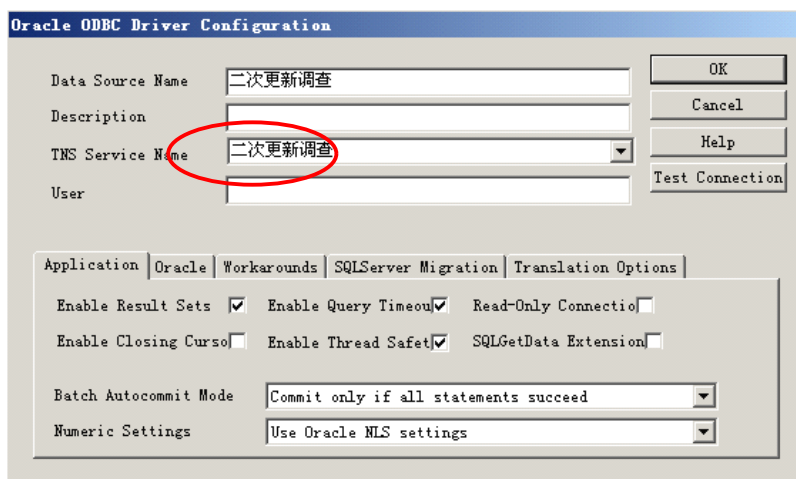 Oracle ODBC Driver Configuration
Data Source Name 二次更新调查 OK
Description Cancel
TNS Service Name 二次更新调查 Help
User Test Connection
Application Oracle Workarounds SQLServer Migration Translation Options
Enable Result Sets Enable Query Timeou Read-Only Connectio
Enable Closing Curso Enable Thread Safet SQLGetData Extension
Batch Autocommit Mode Commit only if all statements succeed
Numeric Settings Use Oracle NLS settings